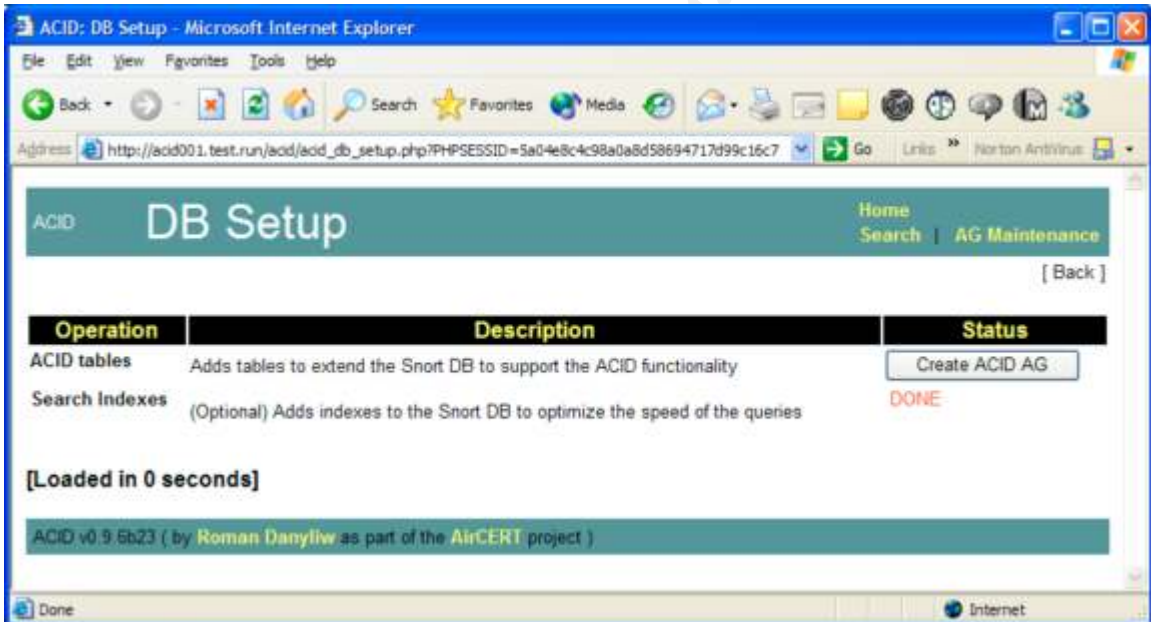 ACID: DB Setup - Microsoft Internet Explorer
File Edit View Favorites Tools Help
Back Search Favorites Media
Address http://acid001.test.run/acid/acid_db_setup.php?PHPSESSID=5a04e8c4c98a0a8d58694717d99c16c7 Go Links » Norton AntiVirus
ACID DB Setup Home
Search | AG Maintenance
[ Back ]
Operation Description Status
ACID tables Adds tables to extend the Snort DB to support the ACID functionality Create ACID AG
Search Indexes (Optional) Adds indexes to the Snort DB to optimize the speed of the queries DONE
[Loaded in 0 seconds]
ACID v0.9.6b23 ( by Roman Danyliw as part of the AirCERT project )
Done Internet